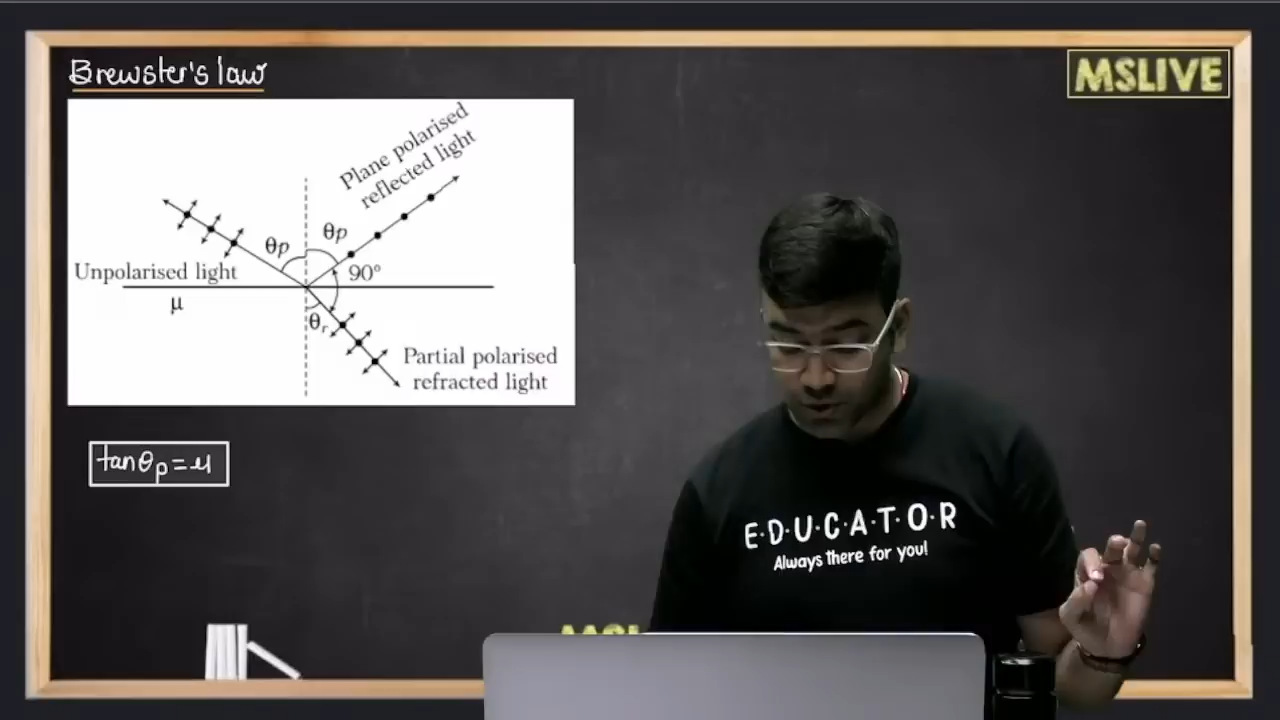 Brewster's law
MSLIVE
Plane polarised
reflected light
θp
θp
90°
Unpolarised light
μ
θr
Partial polarised
refracted light
tanθp=μ
E·D·U·C·A·T·O·R
Always there for you!